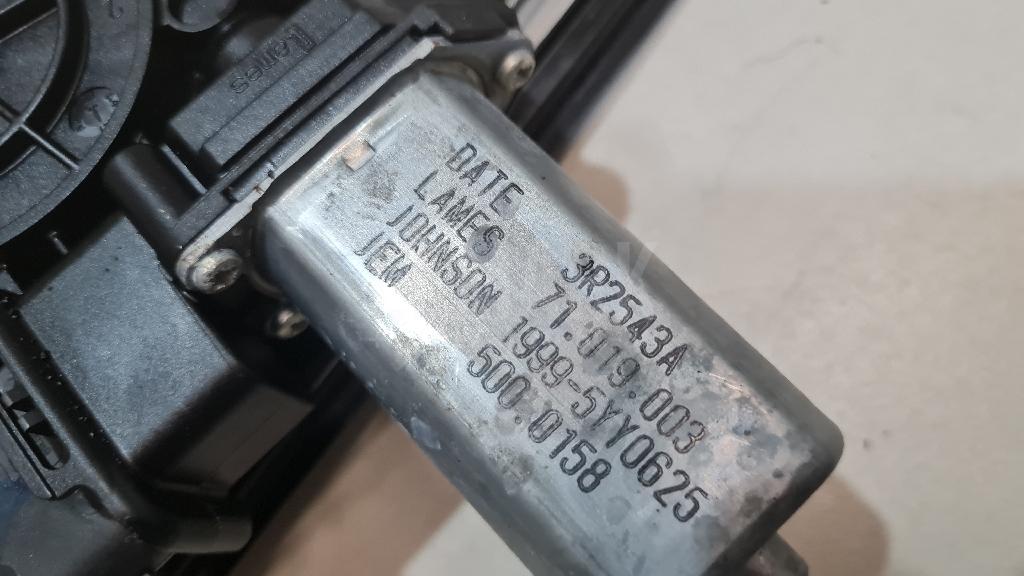 Lames
DATE 3R2543A
LAMES 71.019.003
JOHNSON 1999-5YY0625
JEM 500.0158